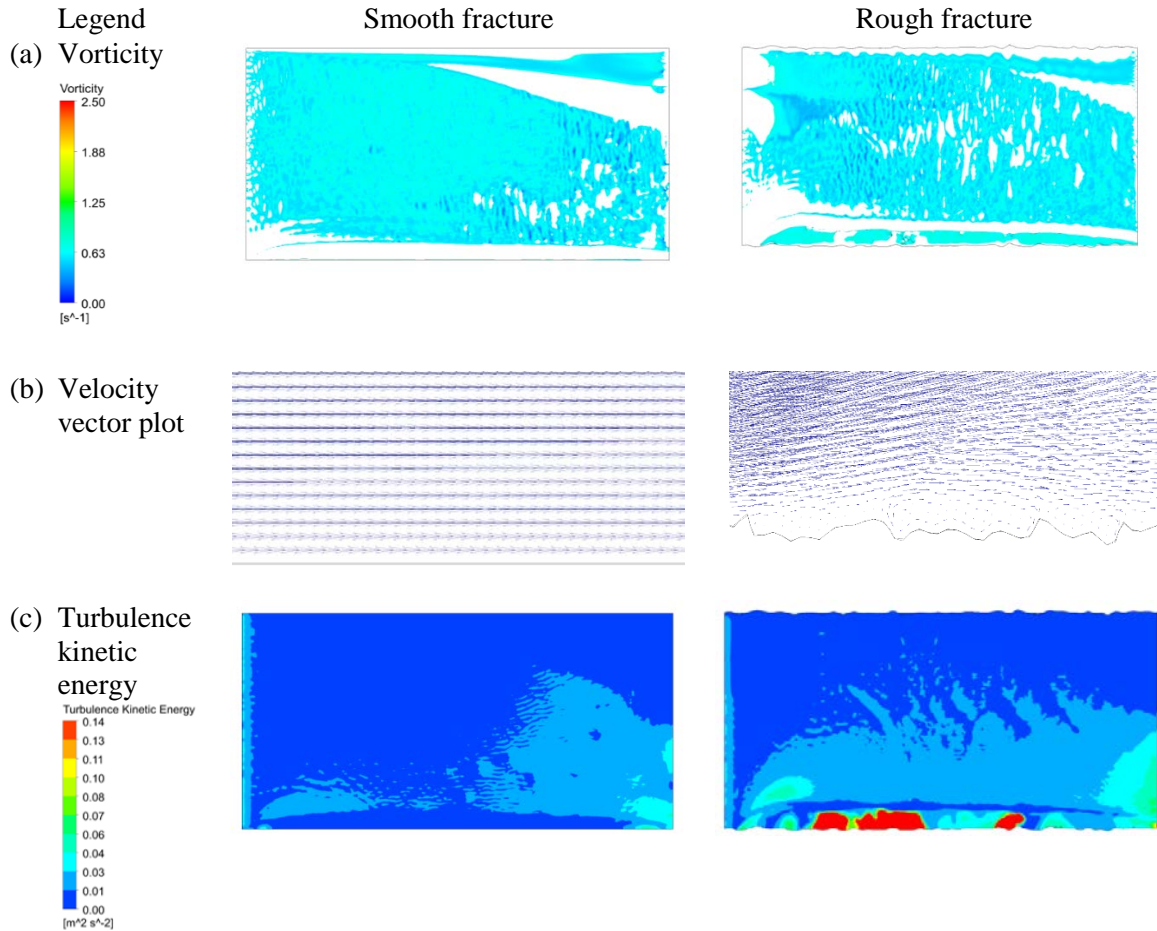 Legend
Smooth fracture
Rough fracture
(a) Vorticity
Vorticity
2.50
1.88
1.25
0.63
0.00
[s^-1]
(b) Velocity
vector plot
(c) Turbulence
kinetic
energy
Turbulence Kinetic Energy
0.14
0.13
0.11
0.10
0.08
0.07
0.06
0.04
0.03
0.01
0.00
[m^2 s^-2]